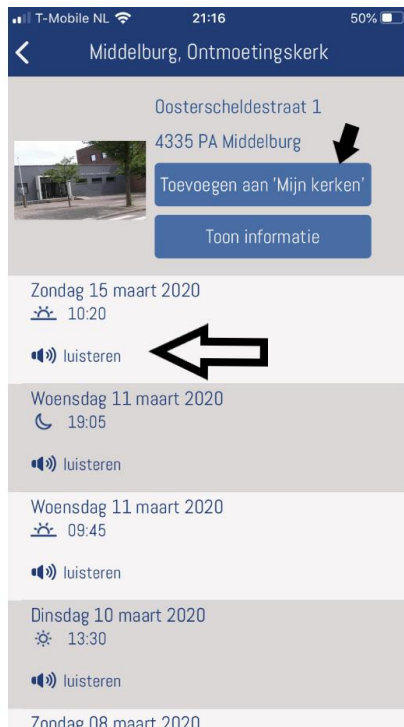 T-Mobile NL 21:16 50%
Middelburg, Ontmoetingskerk
Oosterscheldestraat 1
4335 PA Middelburg
Toevoegen aan 'Mijn kerken'
Toon informatie
Zondag 15 maart 2020
10:20
luisteren
Woensdag 11 maart 2020
19:05
luisteren
Woensdag 11 maart 2020
09:45
luisteren
Dinsdag 10 maart 2020
13:30
luisteren
Zondag 08 maart 2020